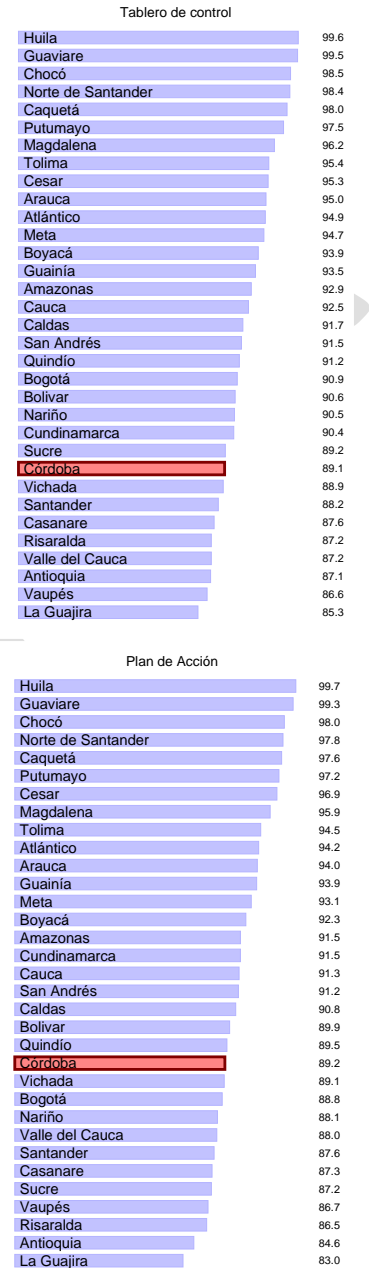 Tablero de control
Huila 99.6
Guaviare 99.5
Chocó 98.5
Norte de Santander 98.4
Caquetá 98.0
Putumayo 97.5
Magdalena 96.2
Tolima 95.4
Cesar 95.3
Arauca 95.0
Atlántico 94.9
Meta 94.7
Boyacá 93.9
Guainía 93.5
Amazonas 92.9
Cauca 92.5
Caldas 91.7
San Andrés 91.5
Quindío 91.2
Bogotá 90.9
Bolivar 90.6
Nariño 90.5
Cundinamarca 90.4
Sucre 89.2
Córdoba 89.1
Vichada 88.9
Santander 88.2
Casanare 87.6
Risaralda 87.2
Valle del Cauca 87.2
Antioquia 87.1
Vaupés 86.6
La Guajira 85.3
Plan de Acción
Huila 99.7
Guaviare 99.3
Chocó 98.0
Norte de Santander 97.8
Caquetá 97.6
Putumayo 97.2
Cesar 96.9
Magdalena 95.9
Tolima 94.5
Atlántico 94.2
Arauca 94.0
Guainía 93.9
Meta 93.1
Boyacá 92.3
Amazonas 91.5
Cundinamarca 91.5
Cauca 91.3
San Andrés 91.2
Caldas 90.8
Bolivar 89.9
Quindío 89.5
Córdoba 89.2
Vichada 89.1
Bogotá 88.8
Nariño 88.1
Valle del Cauca 88.0
Santander 87.6
Casanare 87.3
Sucre 87.2
Vaupés 86.7
Risaralda 86.5
Antioquia 84.6
La Guajira 83.0